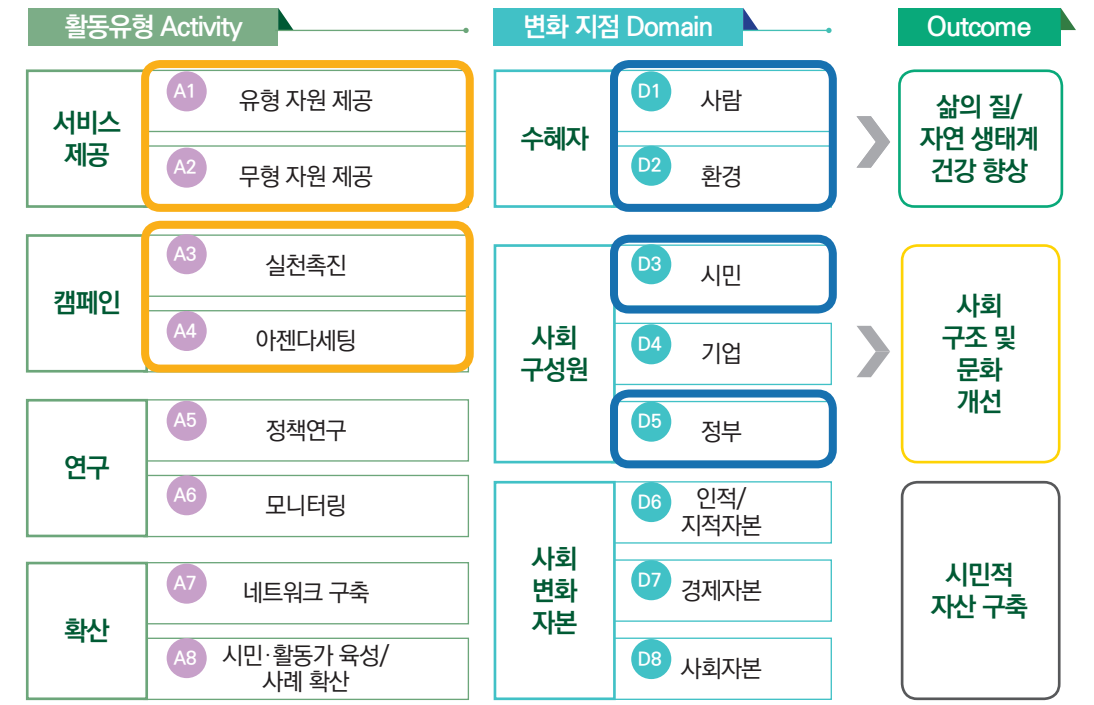 활동유형 Activity
변화 지점 Domain
Outcome
서비스
제공
A1
유형 자원 제공
A2
무형 자원 제공
수혜자
D1
사람
D2
환경
삶의 질/
자연 생태계
건강 향상
캠페인
A3
실천촉진
A4
아젠다세팅
사회
구성원
D3
시민
D4
기업
D5
정부
사회
구조 및
문화
개선
연구
A5
정책연구
A6
모니터링
확산
A7
네트워크 구축
A8
시민·활동가 육성/
사례 확산
사회
변화
자본
D6
인적/
지적자본
D7
경제자본
D8
사회자본
시민적
자산 구축